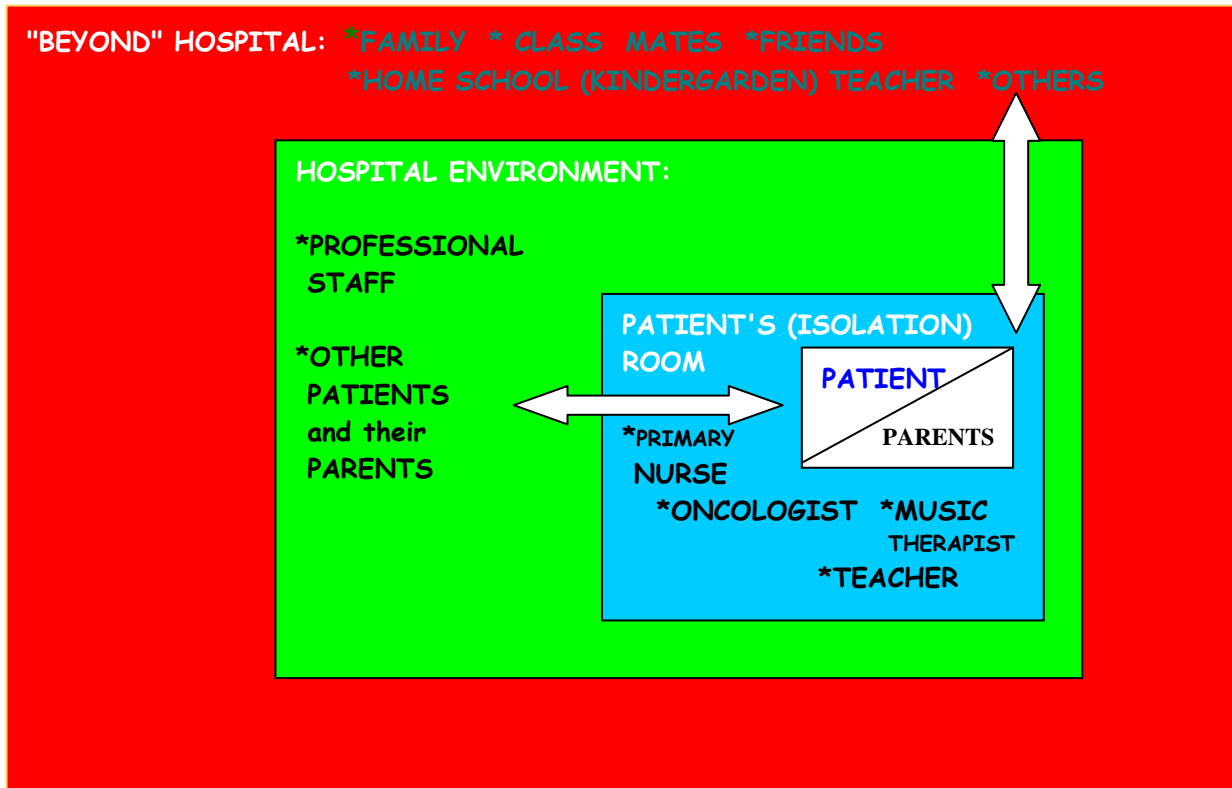 "BEYOND" HOSPITAL: *FAMILY * CLASS MATES *FRIENDS
*HOME SCHOOL (KINDERGARDEN) TEACHER *OTHERS
HOSPITAL ENVIRONMENT:
*PROFESSIONAL
STAFF
*OTHER
PATIENTS
and their
PARENTS
PATIENT'S (ISOLATION)
ROOM
PATIENT
PARENTS
*PRIMARY
NURSE
*ONCOLOGIST *MUSIC
THERAPIST
*TEACHER